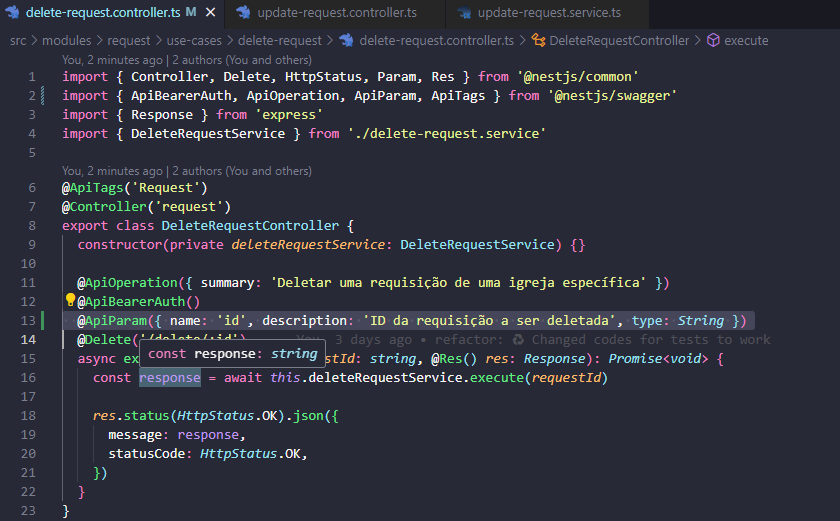 delete-request.controller.ts M ✕ update-request.controller.ts update-request.service.ts
src > modules > request > use-cases > delete-request > delete-request.controller.ts > DeleteRequestController > execute
You, 2 minutes ago | 2 authors (You and others)
1 import { Controller, Delete, HttpStatus, Param, Res } from '@nestjs/common'
2 import { ApiBearerAuth, ApiOperation, ApiParam, ApiTags } from '@nestjs/swagger'
3 import { Response } from 'express'
4 import { DeleteRequestService } from './delete-request.service'
5
You, 2 minutes ago | 2 authors (You and others)
6 @ApiTags('Request')
7 @Controller('request')
8 export class DeleteRequestController {
9 constructor(private deleteRequestService: DeleteRequestService) {}
10
11 @ApiOperation({ summary: 'Deletar uma requisição de uma igreja específica' })
12 @ApiBearerAuth()
13 @ApiParam({ name: 'id', description: 'ID da requisição a ser deletada', type: String })
14 @Delete('/delete/:id') You, 3 days ago • refactor: ♻ Changed codes for tests to work
const response: string
15 async ex stId: string, @Res() res: Response): Promise<void> {
16 const response = await this.deleteRequestService.execute(requestId)
17
18 res.status(HttpStatus.OK).json({
19 message: response,
20 statusCode: HttpStatus.OK,
21 })
22 }
23 }